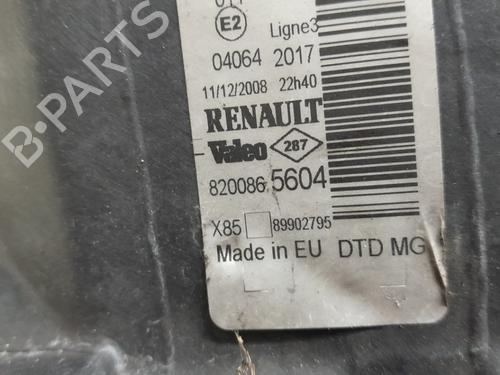 E2
Ligne3
04064 2017
11/12/2008 22h40
RENAULT
Valeo 287
820086 5604
X85 89902795
Made in EU DTD MG
B-PARTS